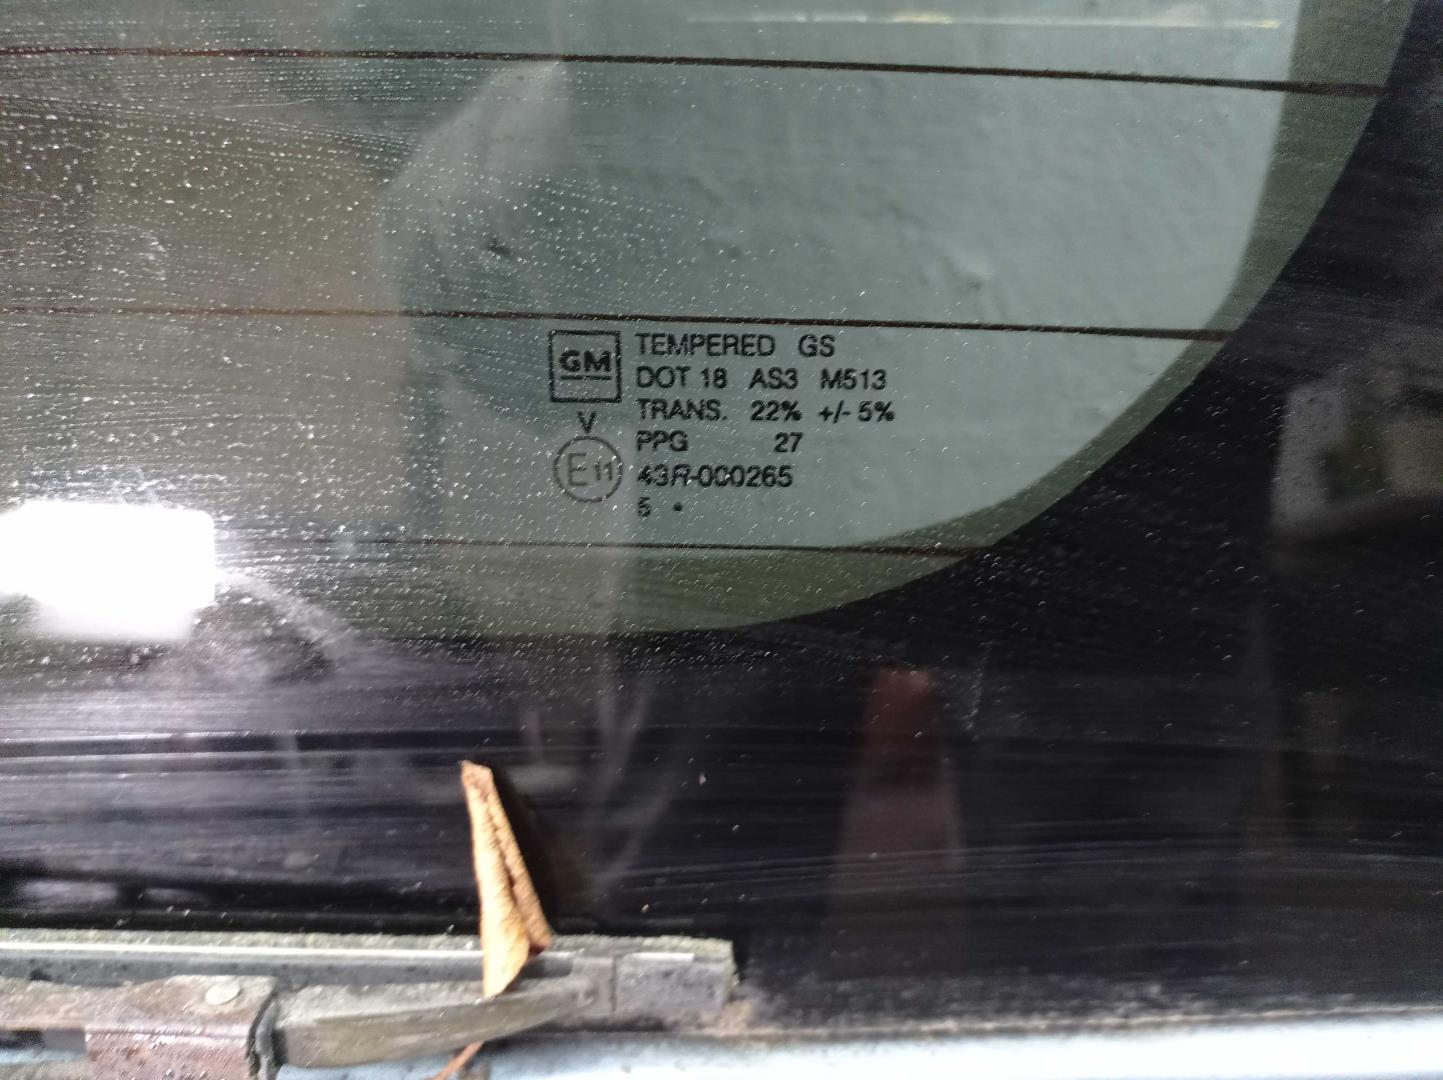 GM
TEMPERED GS
DOT 18 AS3 M513
TRANS. 22% +/- 5%
V
PPG 27
E11
43R-000265
5 •